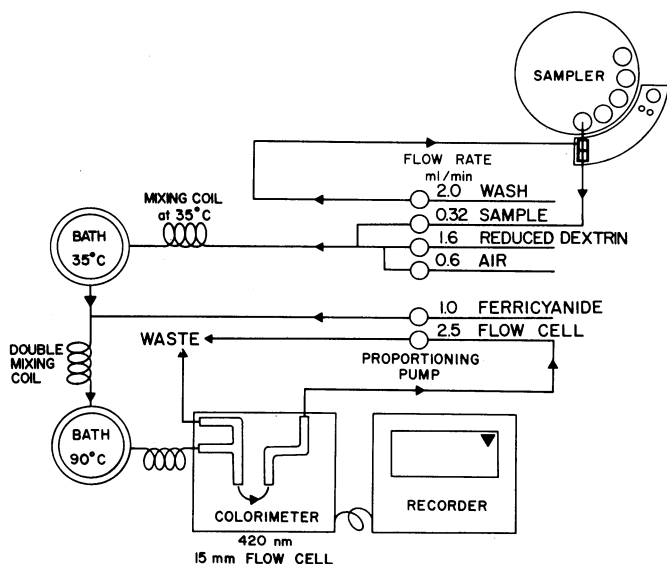 SAMPLER
FLOW RATE
ml/min
2.0 WASH
MIXING COIL
at 35°C
0.32 SAMPLE
1.6 REDUCED DEXTRIN
0.6 AIR
BATH
35°C
1.0 FERRICYANIDE
2.5 FLOW CELL
WASTE
PROPORTIONING
PUMP
DOUBLE
MIXING
COIL
BATH
90°C
COLORIMETER
RECORDER
420 nm
15 mm FLOW CELL